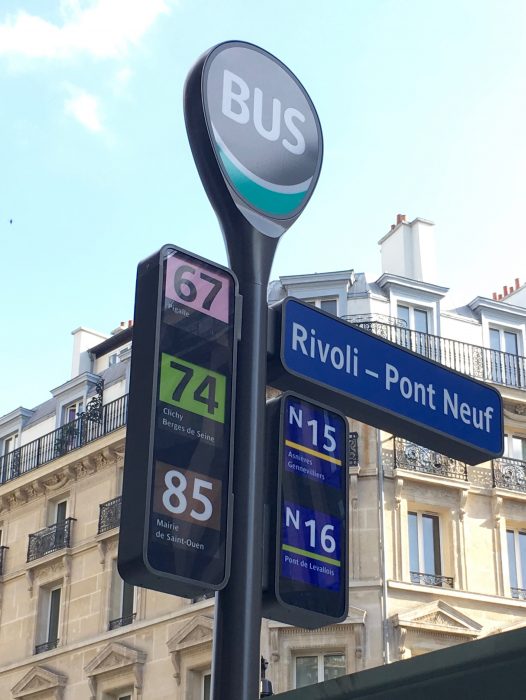 BUS
67
Pigalle
74
Clichy
Berges de Seine
85
Mairie
de Saint-Ouen
Rivoli – Pont Neuf
N15
Asnières
Gennevilliers
N16
Pont de Levallois